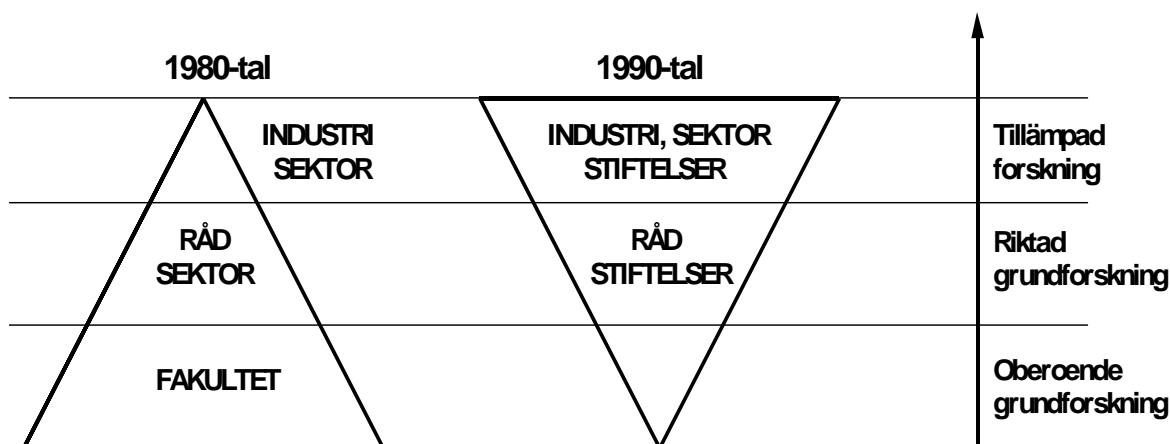 1980-tal
1990-tal
INDUSTRI
SEKTOR
INDUSTRI, SEKTOR
STIFTELSER
Tillämpad
forskning
RÅD
SEKTOR
RÅD
STIFTELSER
Riktad
grundforskning
FAKULTET
Oberoende
grundforskning